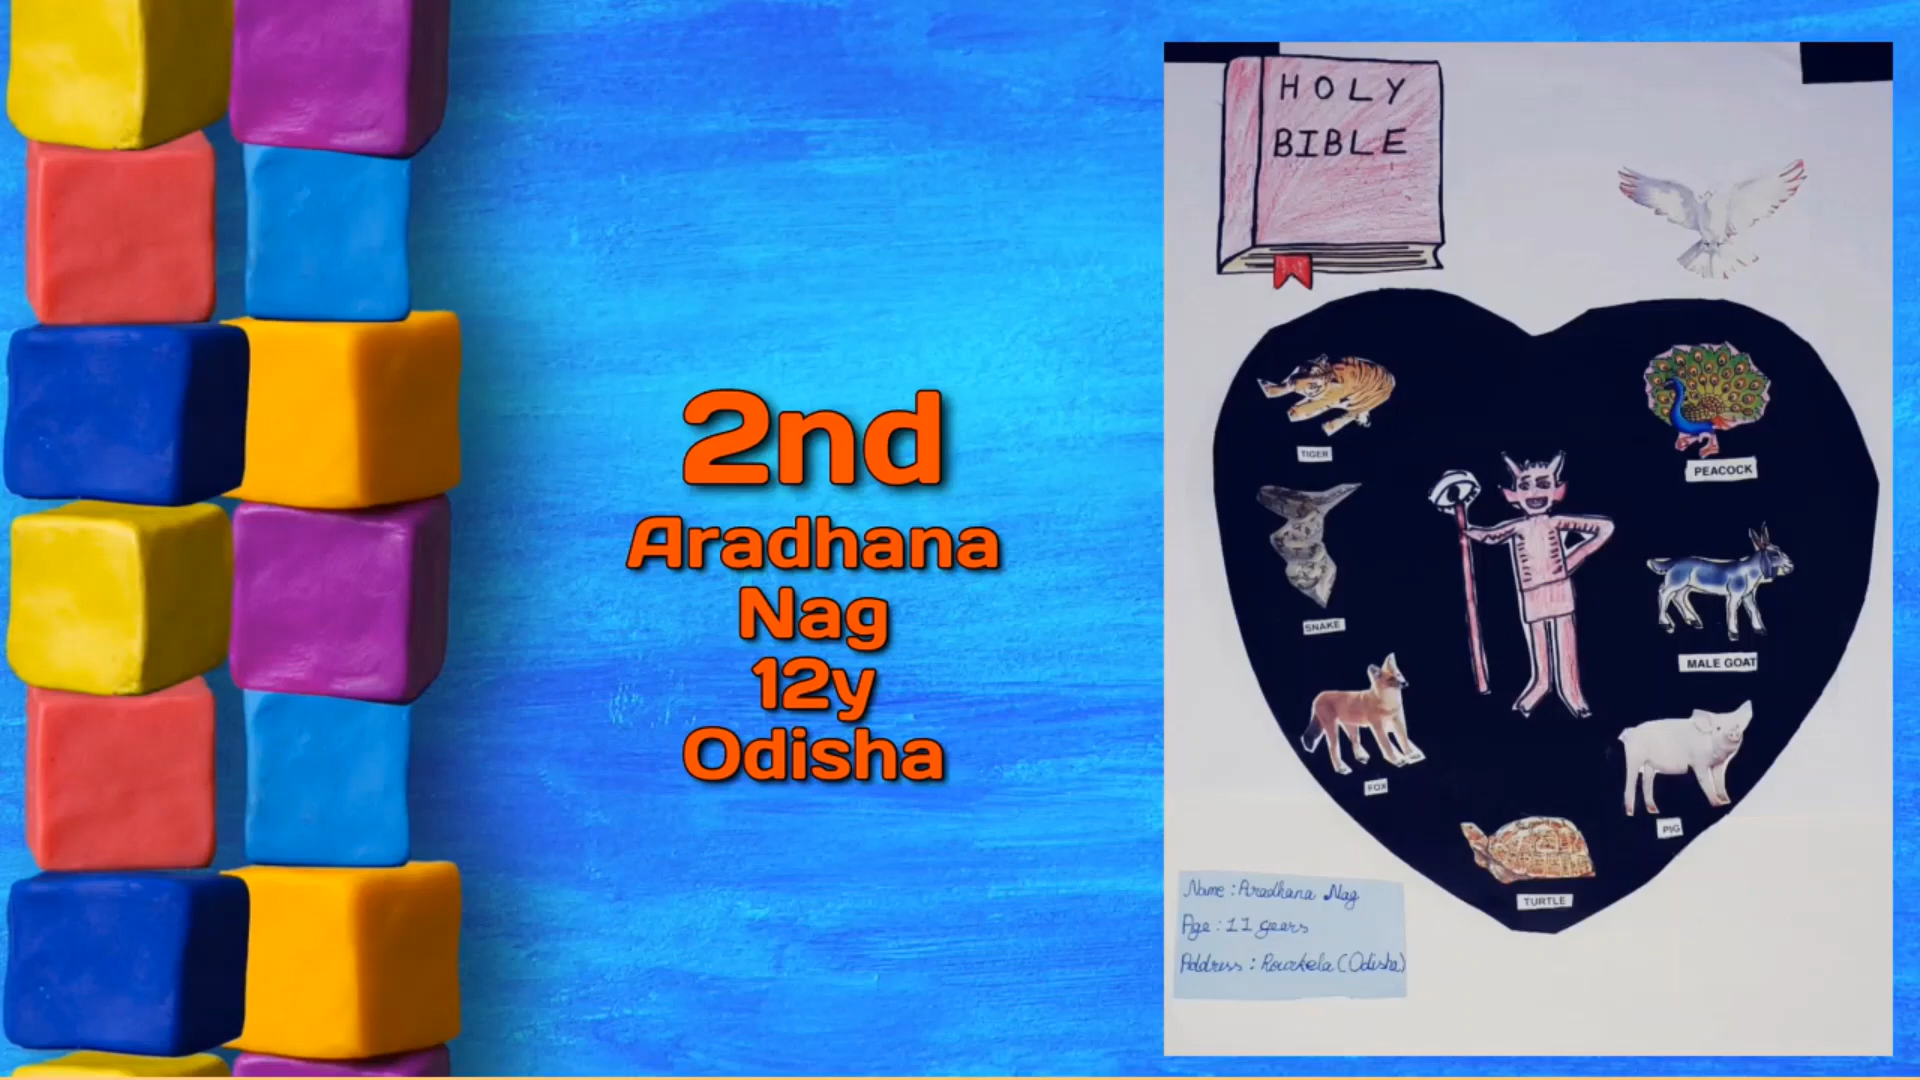 2nd
Aradhana
Nag
12y
Odisha
HOLY
BIBLE
TIGER
PEACOCK
SNAKE
MALE GOAT
FOX
PIG
TURTLE
Name : Aradhana Nag
Age : 11 years
Address : Rourkela (Odisha)